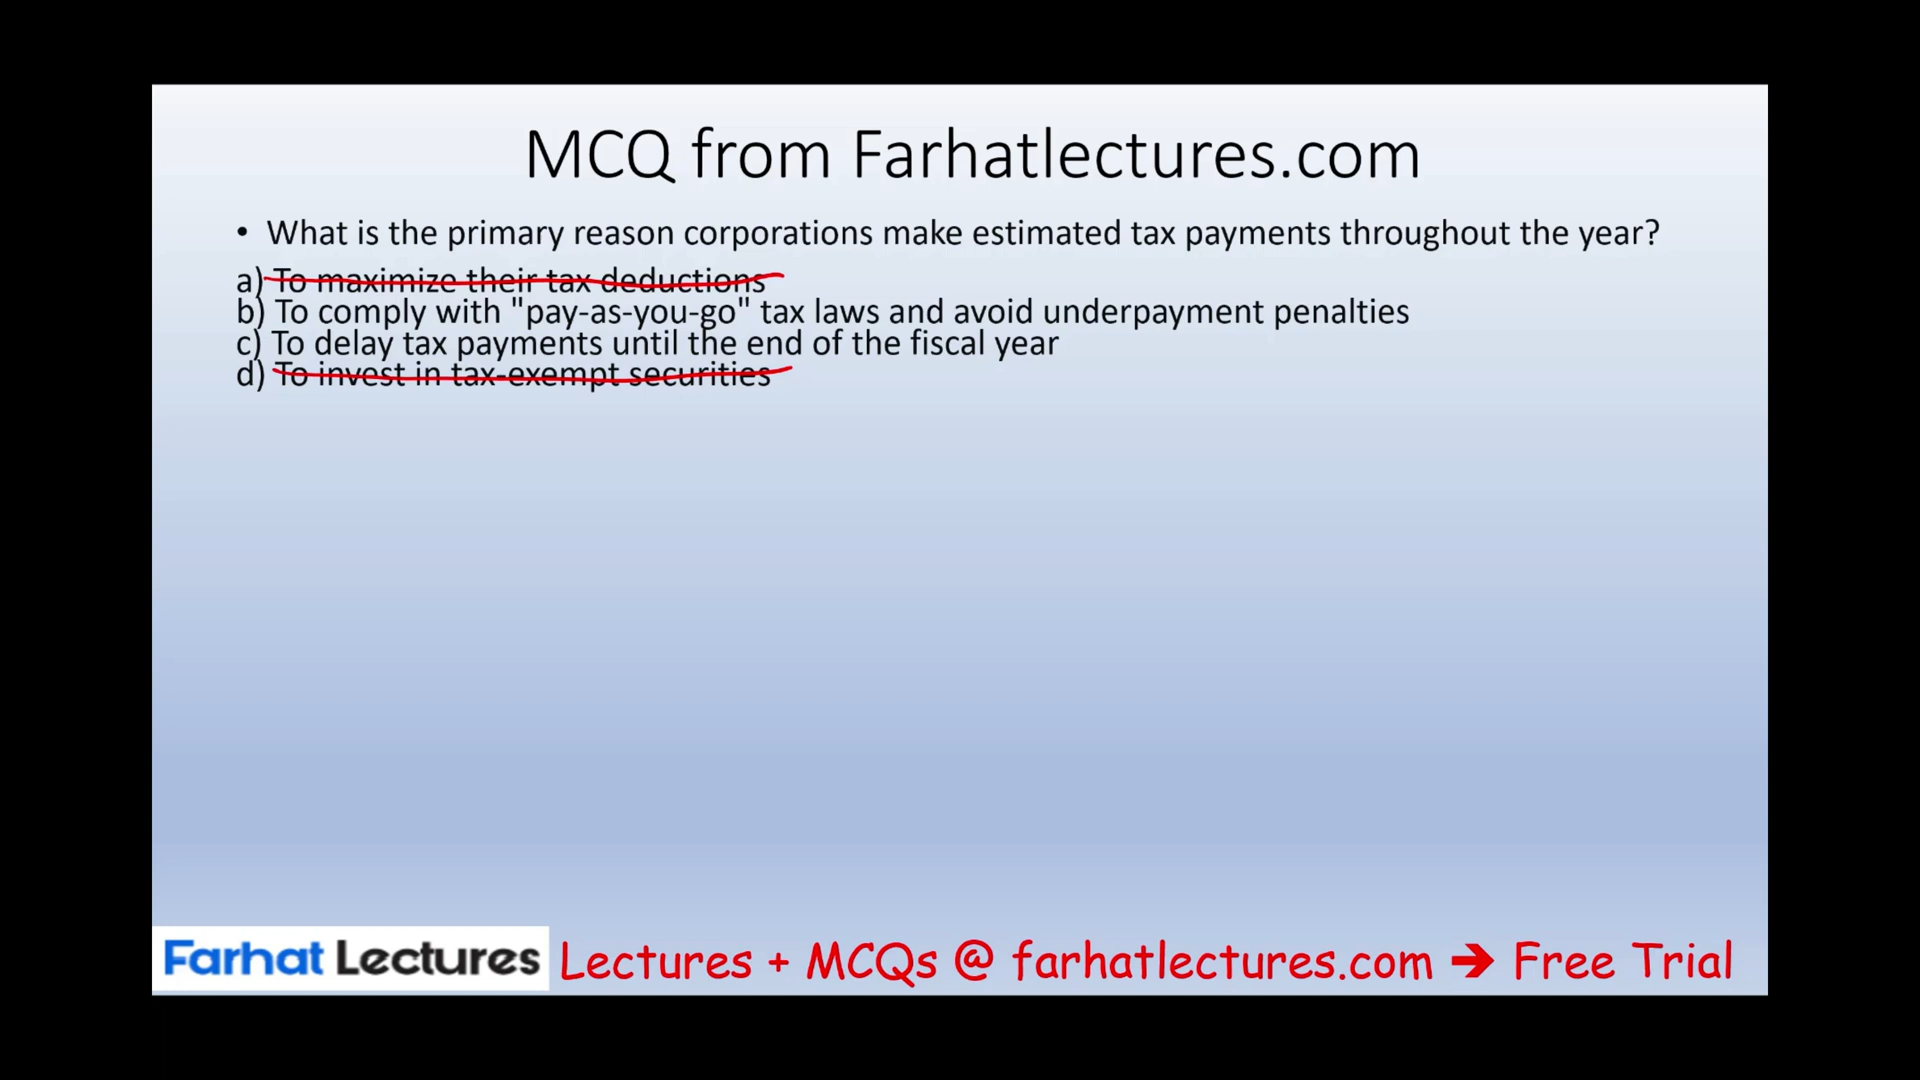 MCQ from Farhatlectures.com
• What is the primary reason corporations make estimated tax payments throughout the year?
a) To maximize their tax deductions
b) To comply with "pay-as-you-go" tax laws and avoid underpayment penalties
c) To delay tax payments until the end of the fiscal year
d) To invest in tax-exempt securities
Farhat Lectures Lectures + MCQs @ farhatlectures.com ➔ Free Trial